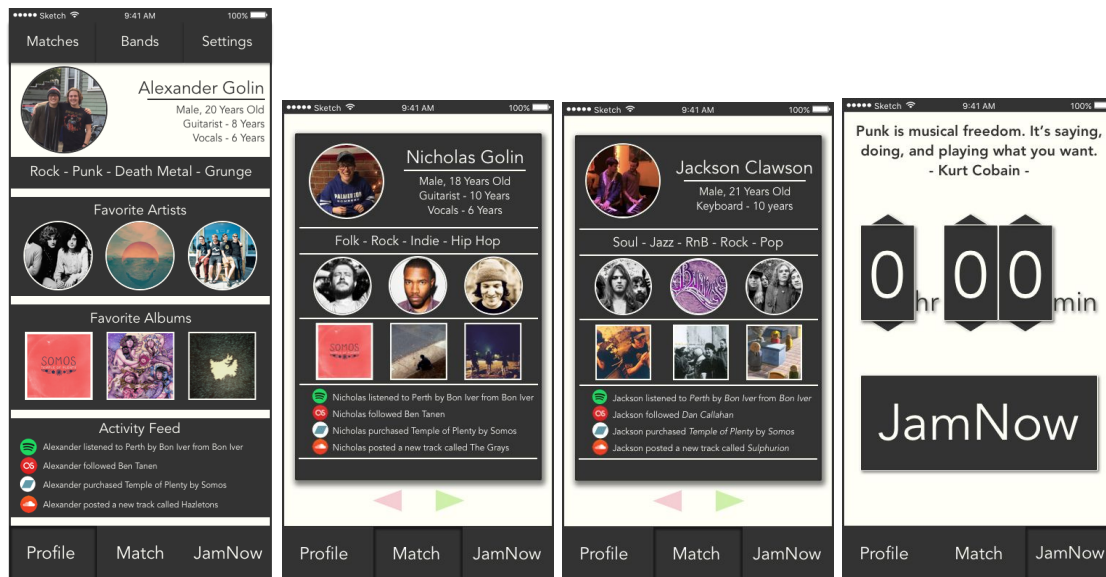 Sketch 9:41 AM 100%
Matches Bands Settings
Alexander Golin
Male, 20 Years Old
Guitarist - 8 Years
Vocals - 6 Years
Rock - Punk - Death Metal - Grunge
Favorite Artists
Favorite Albums
SOMOS
Activity Feed
Alexander listened to Perth by Bon Iver from Bon Iver
Alexander followed Ben Tanen
Alexander purchased Temple of Plenty by Somos
Alexander posted a new track called Hazletons
Profile Match JamNow
Sketch 9:41 AM 100%
Nicholas Golin
Male, 18 Years Old
Guitarist - 10 Years
Vocals - 6 Years
Folk - Rock - Indie - Hip Hop
SOMOS
Nicholas listened to Perth by Bon Iver from Bon Iver
Nicholas followed Ben Tanen
Nicholas purchased Temple of Plenty by Somos
Nicholas posted a new track called The Grays
Profile Match JamNow
Sketch 9:41 AM 100%
Jackson Clawson
Male, 21 Years Old
Keyboard - 10 years
Soul - Jazz - RnB - Rock - Pop
Jackson listened to Perth by Bon Iver from Bon Iver
Jackson followed Dan Callahan
Jackson purchased Temple of Plenty by Somos
Jackson posted a new track called Sulphurion
Profile Match JamNow
Sketch 9:41 AM 100%
Punk is musical freedom. It's saying,
doing, and playing what you want.
- Kurt Cobain -
0 hr 0 0 min
JamNow
Profile Match JamNow